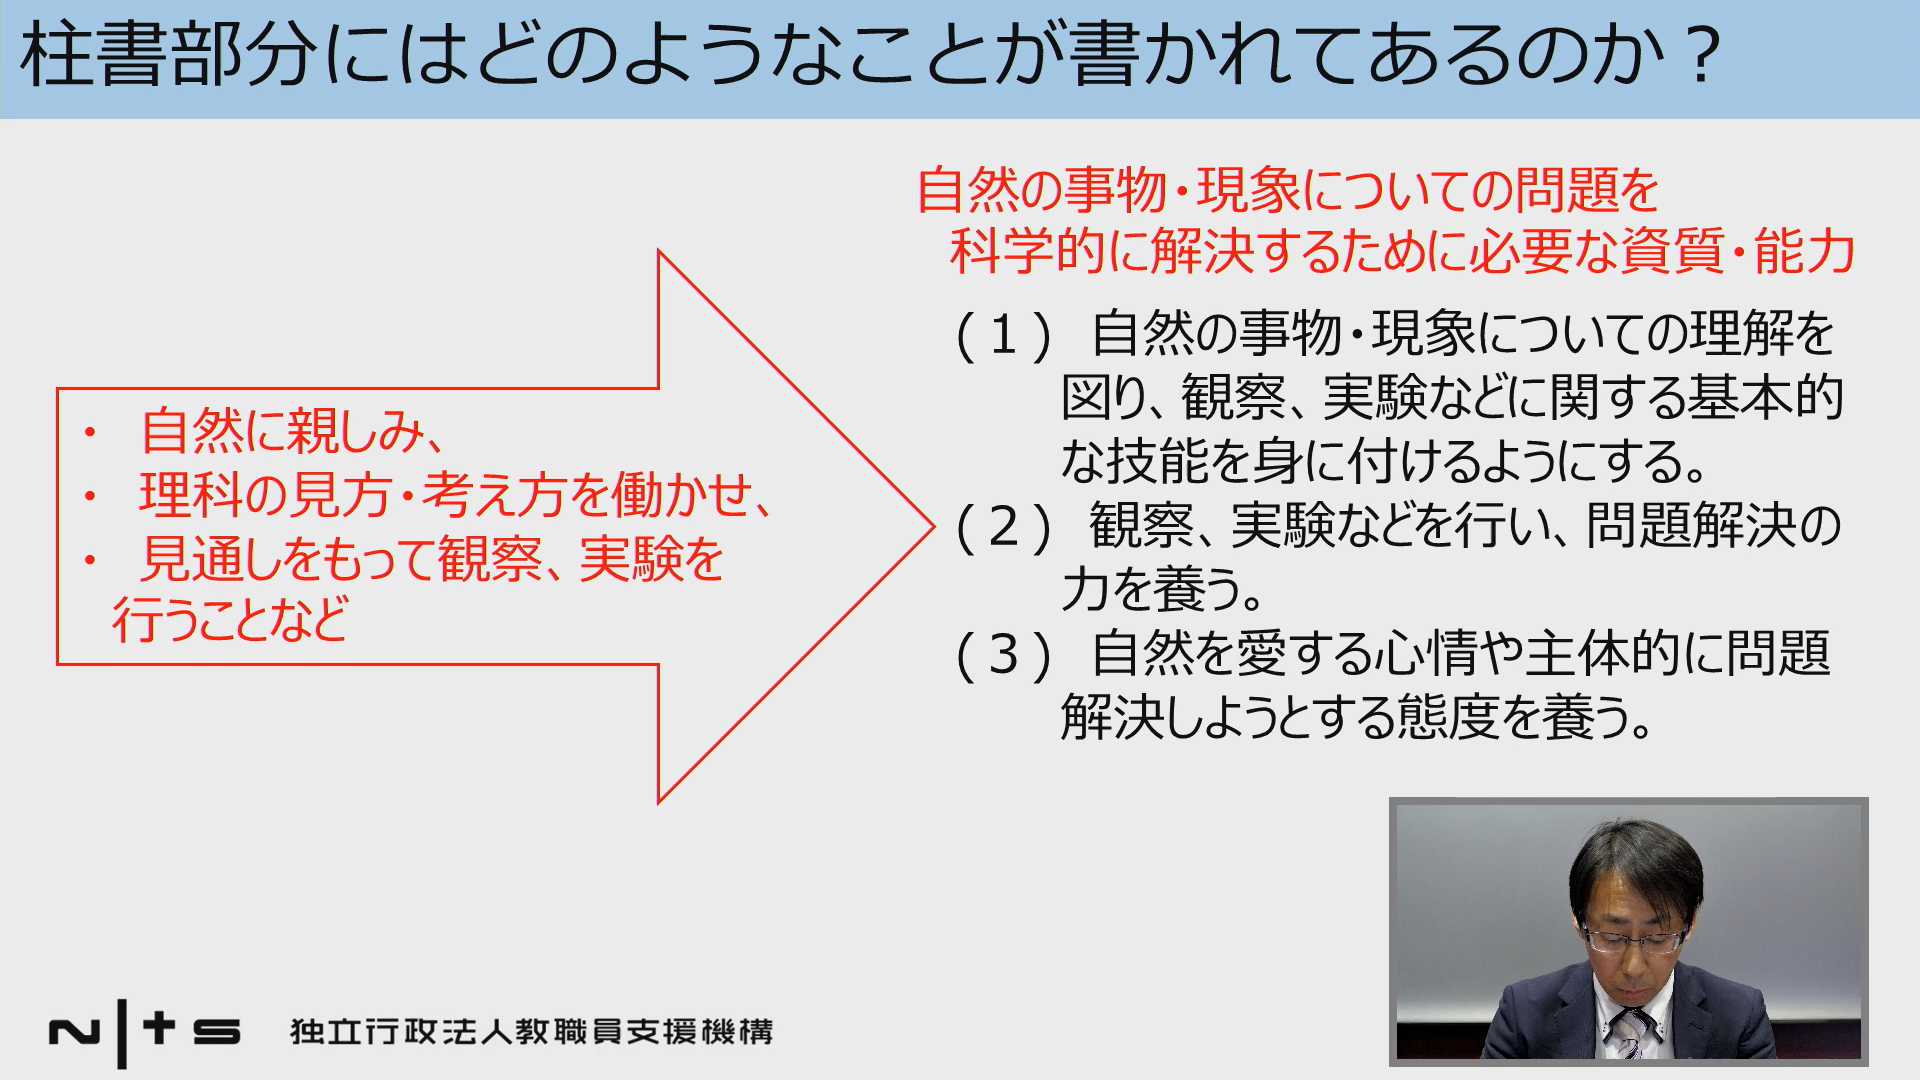 柱書部分にはどのようなことが書かれてあるのか？
・ 自然に親しみ、
・ 理科の見方・考え方を働かせ、
・ 見通しをもって観察、実験を
行うことなど
自然の事物・現象についての問題を
科学的に解決するために必要な資質・能力
(１) 自然の事物・現象についての理解を
図り、観察、実験などに関する基本的
な技能を身に付けるようにする。
(２) 観察、実験などを行い、問題解決の
力を養う。
(３) 自然を愛する心情や主体的に問題
解決しようとする態度を養う。
N|ts 独立行政法人教職員支援機構